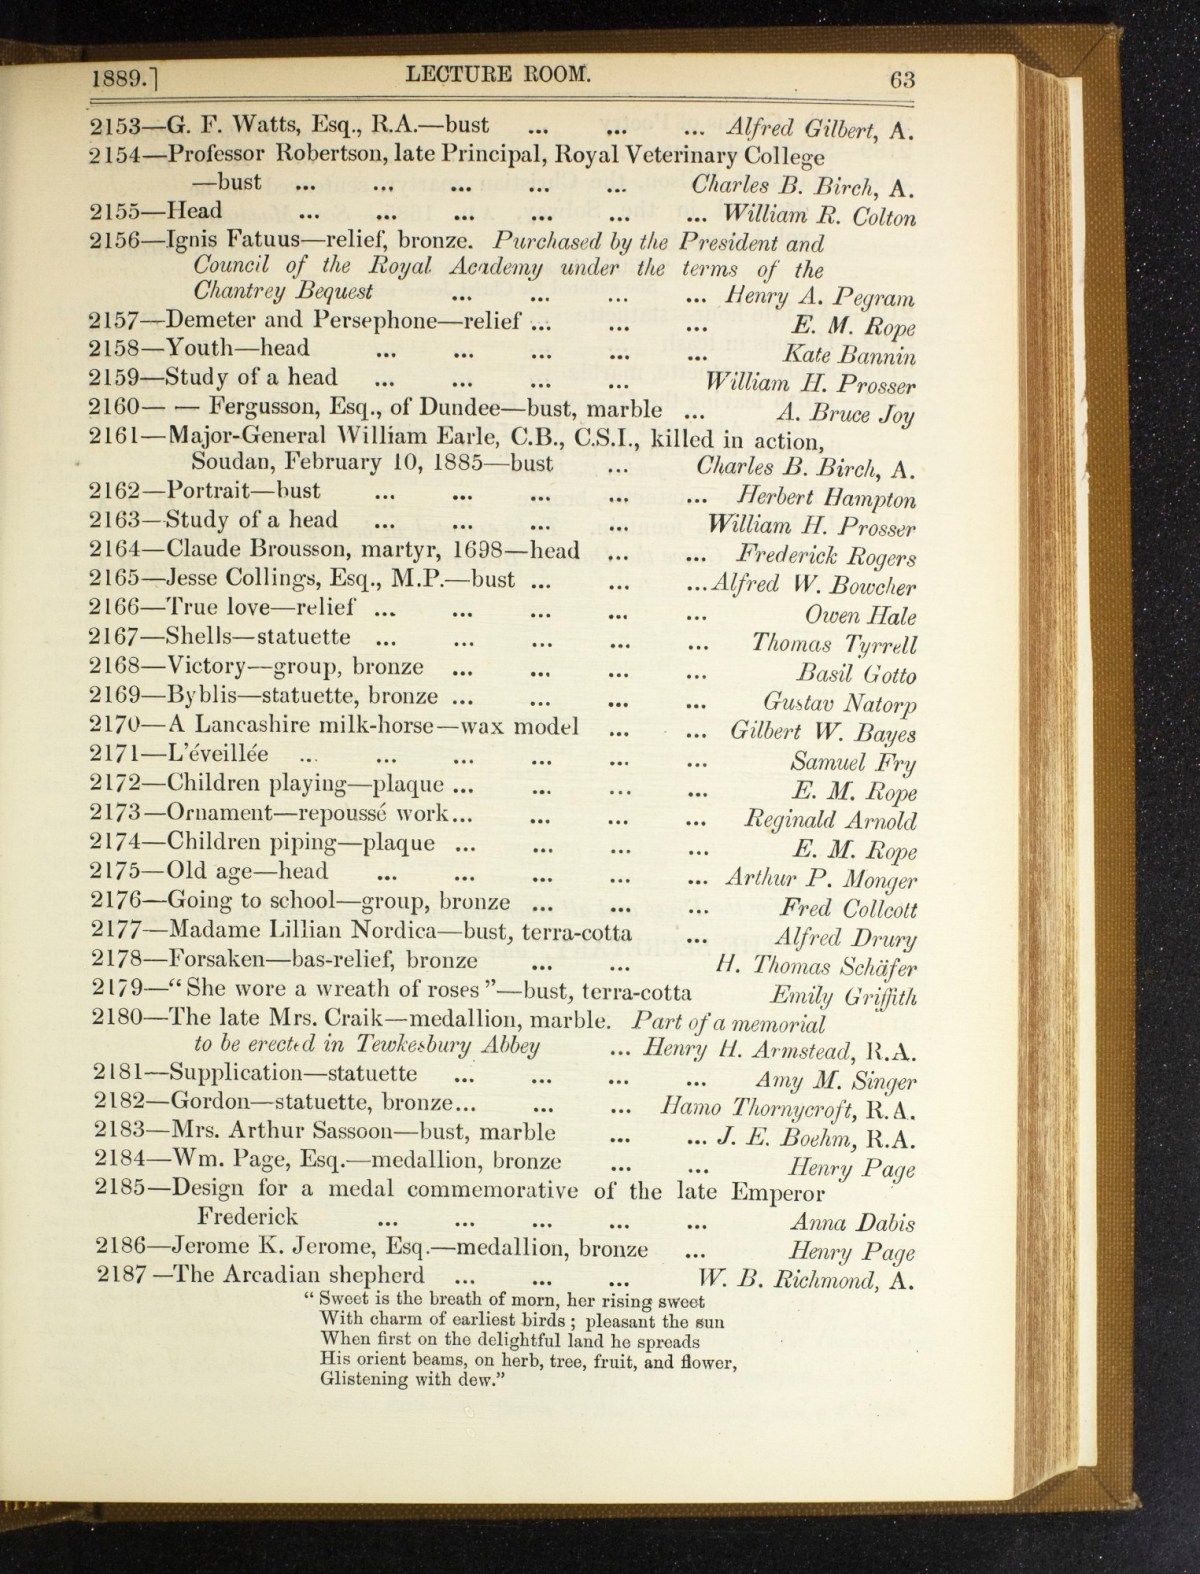 1889.] LECTURE ROOM. 63
2153—G. F. Watts, Esq., R.A.—bust ... ... ... Alfred Gilbert, A.
2154—Professor Robertson, late Principal, Royal Veterinary College
—bust ... ... ... ... ... Charles B. Birch, A.
2155—Head ... ... ... ... ... ... William R. Colton
2156—Ignis Fatuus—relief, bronze. Purchased by the President and
Council of the Royal Academy under the terms of the
Chantrey Bequest ... ... ... ... Henry A. Pegram
2157—Demeter and Persephone—relief ... ... ... E. M. Rope
2158—Youth—head ... ... ... ... ... Kate Bannin
2159—Study of a head ... ... ... ... William H. Prosser
2160— — Fergusson, Esq., of Dundee—bust, marble ... A. Bruce Joy
2161—Major-General William Earle, C.B., C.S.I., killed in action,
Soudan, February 10, 1885—bust ... Charles B. Birch, A.
2162—Portrait—bust ... ... ... ... ... Herbert Hampton
2163—Study of a head ... ... ... ... William H. Prosser
2164—Claude Brousson, martyr, 1698—head ... ... Frederick Rogers
2165—Jesse Collings, Esq., M.P.—bust ... ... ... Alfred W. Bowcher
2166—True love—relief ... ... ... ... ... Owen Hale
2167—Shells—statuette ... ... ... ... ... Thomas Tyrrell
2168—Victory—group, bronze ... ... ... ... Basil Gotto
2169—Byblis—statuette, bronze ... ... ... ... Gustav Natorp
2170—A Lancashire milk-horse—wax model ... ... Gilbert W. Bayes
2171—L'éveillée ... ... ... ... ... ... Samuel Fry
2172—Children playing—plaque ... ... ... ... E. M. Rope
2173—Ornament—repoussé work... ... ... ... Reginald Arnold
2174—Children piping—plaque ... ... ... ... E. M. Rope
2175—Old age—head ... ... ... ... ... Arthur P. Monger
2176—Going to school—group, bronze ... ... ... Fred Collcott
2177—Madame Lillian Nordica—bust, terra-cotta ... Alfred Drury
2178—Forsaken—bas-relief, bronze ... ... H. Thomas Schäfer
2179—“She wore a wreath of roses”—bust, terra-cotta Emily Griffith
2180—The late Mrs. Craik—medallion, marble. Part of a memorial
to be erected in Tewkesbury Abbey ... Henry H. Armstead, R.A.
2181—Supplication—statuette ... ... ... ... Amy M. Singer
2182—Gordon—statuette, bronze... ... ... Hamo Thornycroft, R.A.
2183—Mrs. Arthur Sassoon—bust, marble ... ... J. E. Boehm, R.A.
2184—Wm. Page, Esq.—medallion, bronze ... ... Henry Page
2185—Design for a medal commemorative of the late Emperor
Frederick ... ... ... ... ... Anna Dabis
2186—Jerome K. Jerome, Esq.—medallion, bronze ... Henry Page
2187—The Arcadian shepherd ... ... ... W. B. Richmond, A.
“Sweet is the breath of morn, her rising sweet
With charm of earliest birds; pleasant the sun
When first on the delightful land he spreads
His orient beams, on herb, tree, fruit, and flower,
Glistening with dew.”